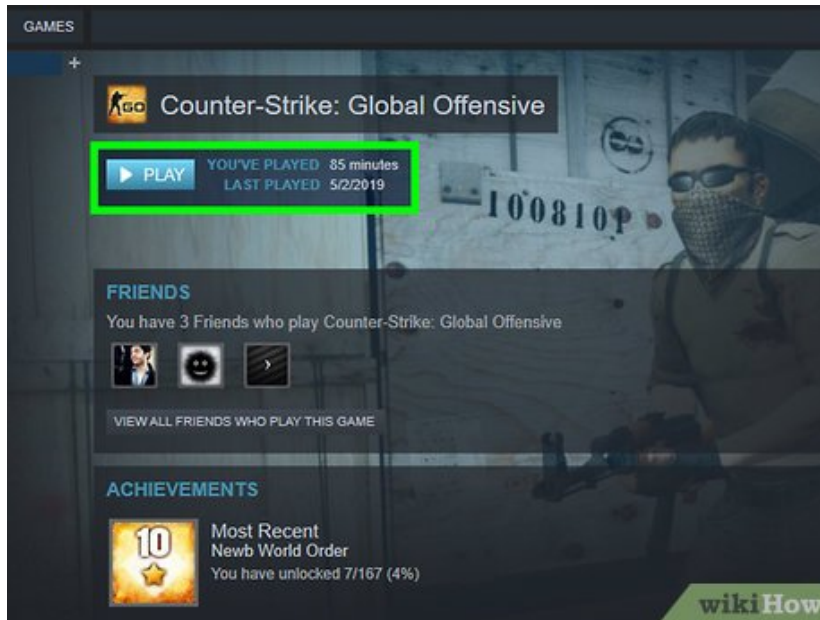 GAMES
+
GO
Counter-Strike: Global Offensive
PLAY
YOU'VE PLAYED 85 minutes
LAST PLAYED 5/2/2019
100810P
FRIENDS
You have 3 Friends who play Counter-Strike: Global Offensive
VIEW ALL FRIENDS WHO PLAY THIS GAME
ACHIEVEMENTS
10
Most Recent
Newb World Order
You have unlocked 7/167 (4%)
wikiHow